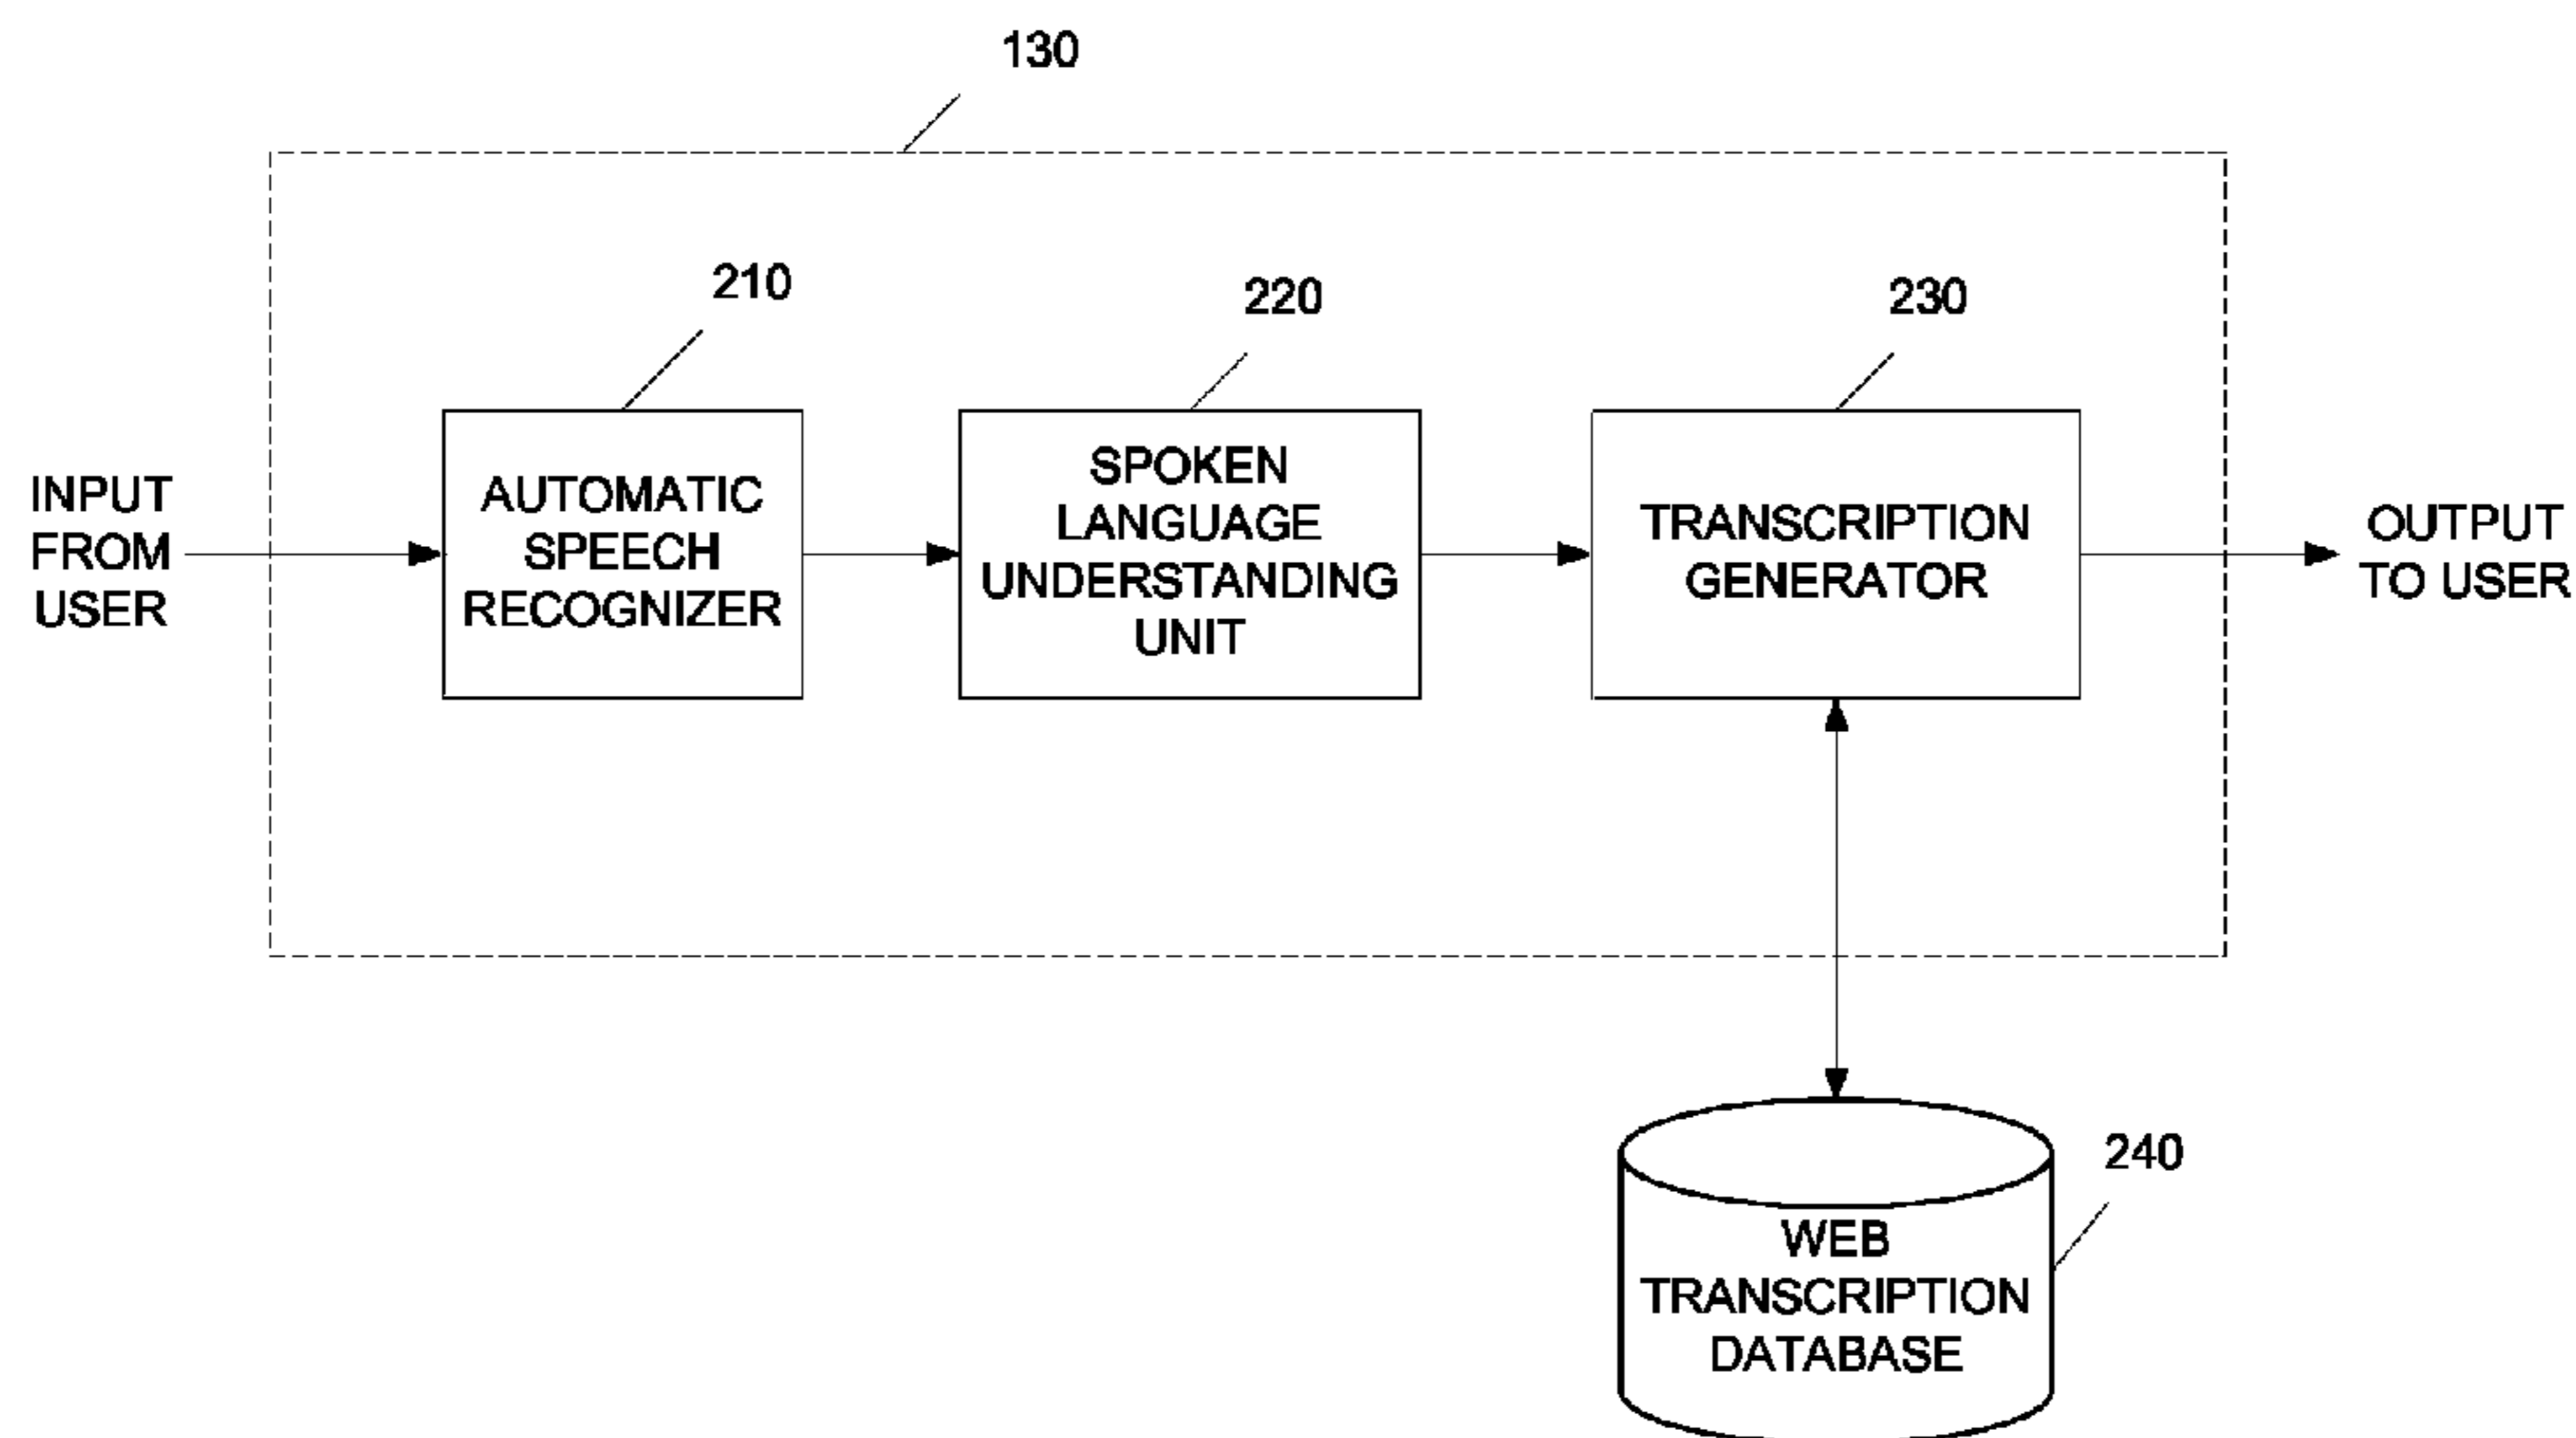 130
210
220
230
INPUT
FROM
USER
AUTOMATIC
SPEECH
RECOGNIZER
SPOKEN
LANGUAGE
UNDERSTANDING
UNIT
TRANSCRIPTION
GENERATOR
OUTPUT
TO USER
240
WEB
TRANSCRIPTION
DATABASE